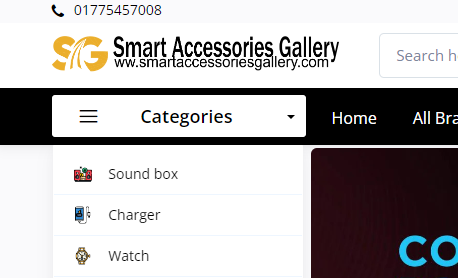 01775457008
SG Smart Accessories Gallery
www.smartaccessoriesgallery.com
Search h
Categories
Home
All Bra
Sound box
Charger
Watch
CO